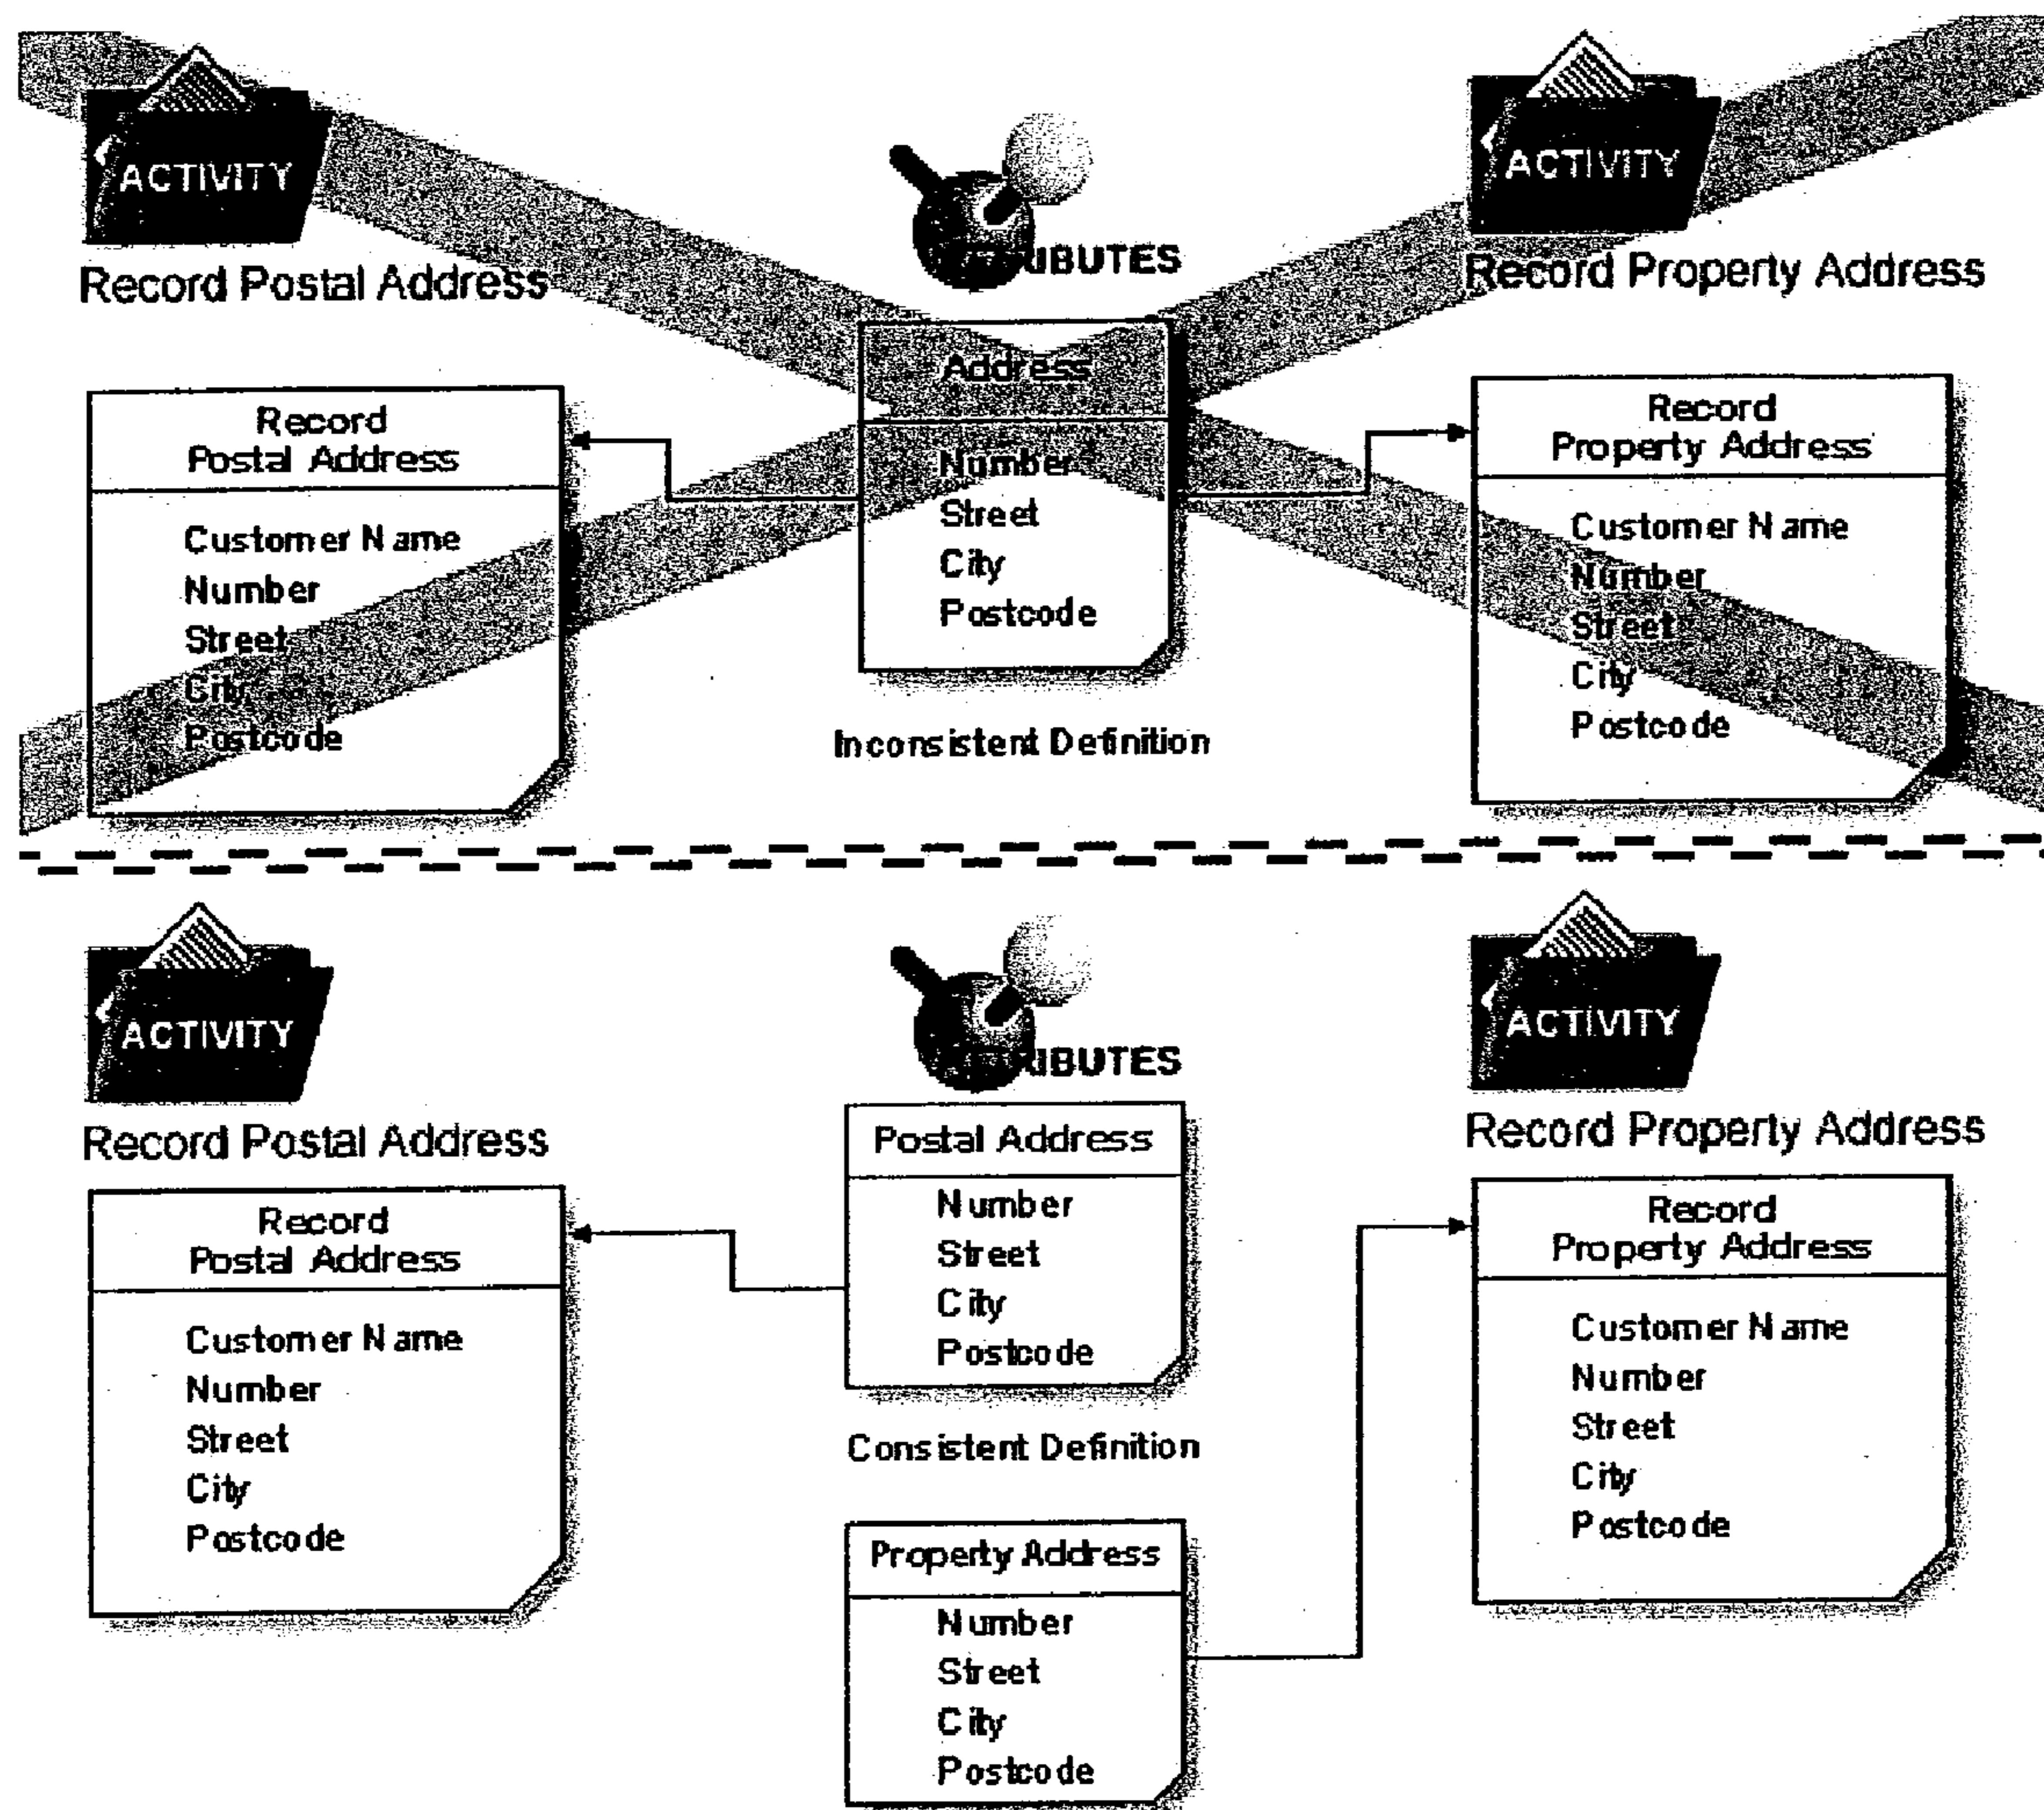 ACTIVITY
Record Postal Address
Record
Postal Address
Customer Name
Number
Street
City
Postcode
ATTRIBUTES
Address
Number
Street
City
Postcode
Inconsistent Definition
ACTIVITY
Record Property Address
Record
Property Address
Customer Name
Number
Street
City
Postcode
ACTIVITY
Record Postal Address
Record
Postal Address
Customer Name
Number
Street
City
Postcode
ATTRIBUTES
Postal Address
Number
Street
City
Postcode
Consistent Definition
Property Address
Number
Street
City
Postcode
ACTIVITY
Record Property Address
Record
Property Address
Customer Name
Number
Street
City
Postcode